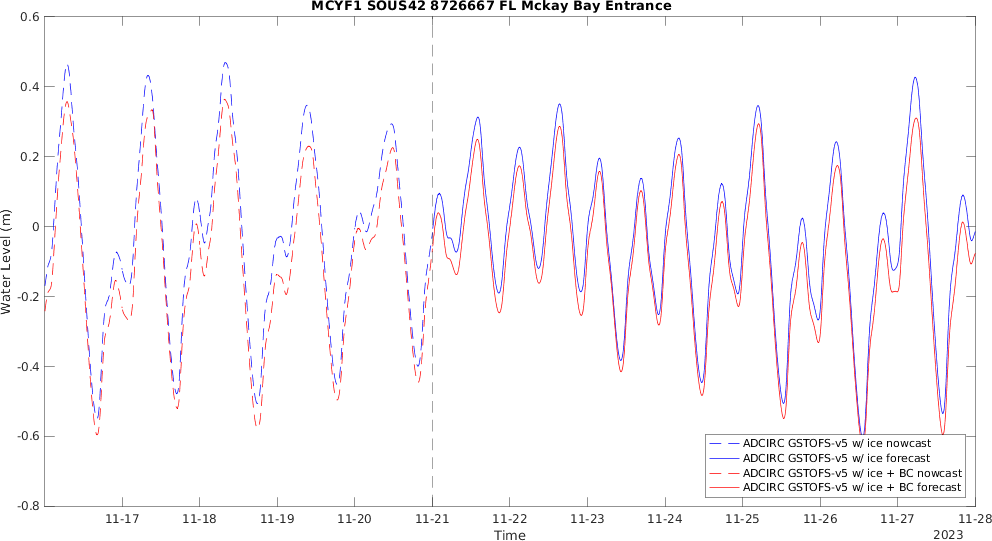 MCYF1 SOUS42 8726667 FL Mckay Bay Entrance
0.6
0.4
0.2
0
-0.2
-0.4
-0.6
-0.8
Water Level (m)
ADCIRC GSTOFS-v5 w/ ice nowcast
ADCIRC GSTOFS-v5 w/ ice forecast
ADCIRC GSTOFS-v5 w/ ice + BC nowcast
ADCIRC GSTOFS-v5 w/ ice + BC forecast
11-17 11-18 11-19 11-20 11-21 11-22 11-23 11-24 11-25 11-26 11-27 11-28
Time
2023